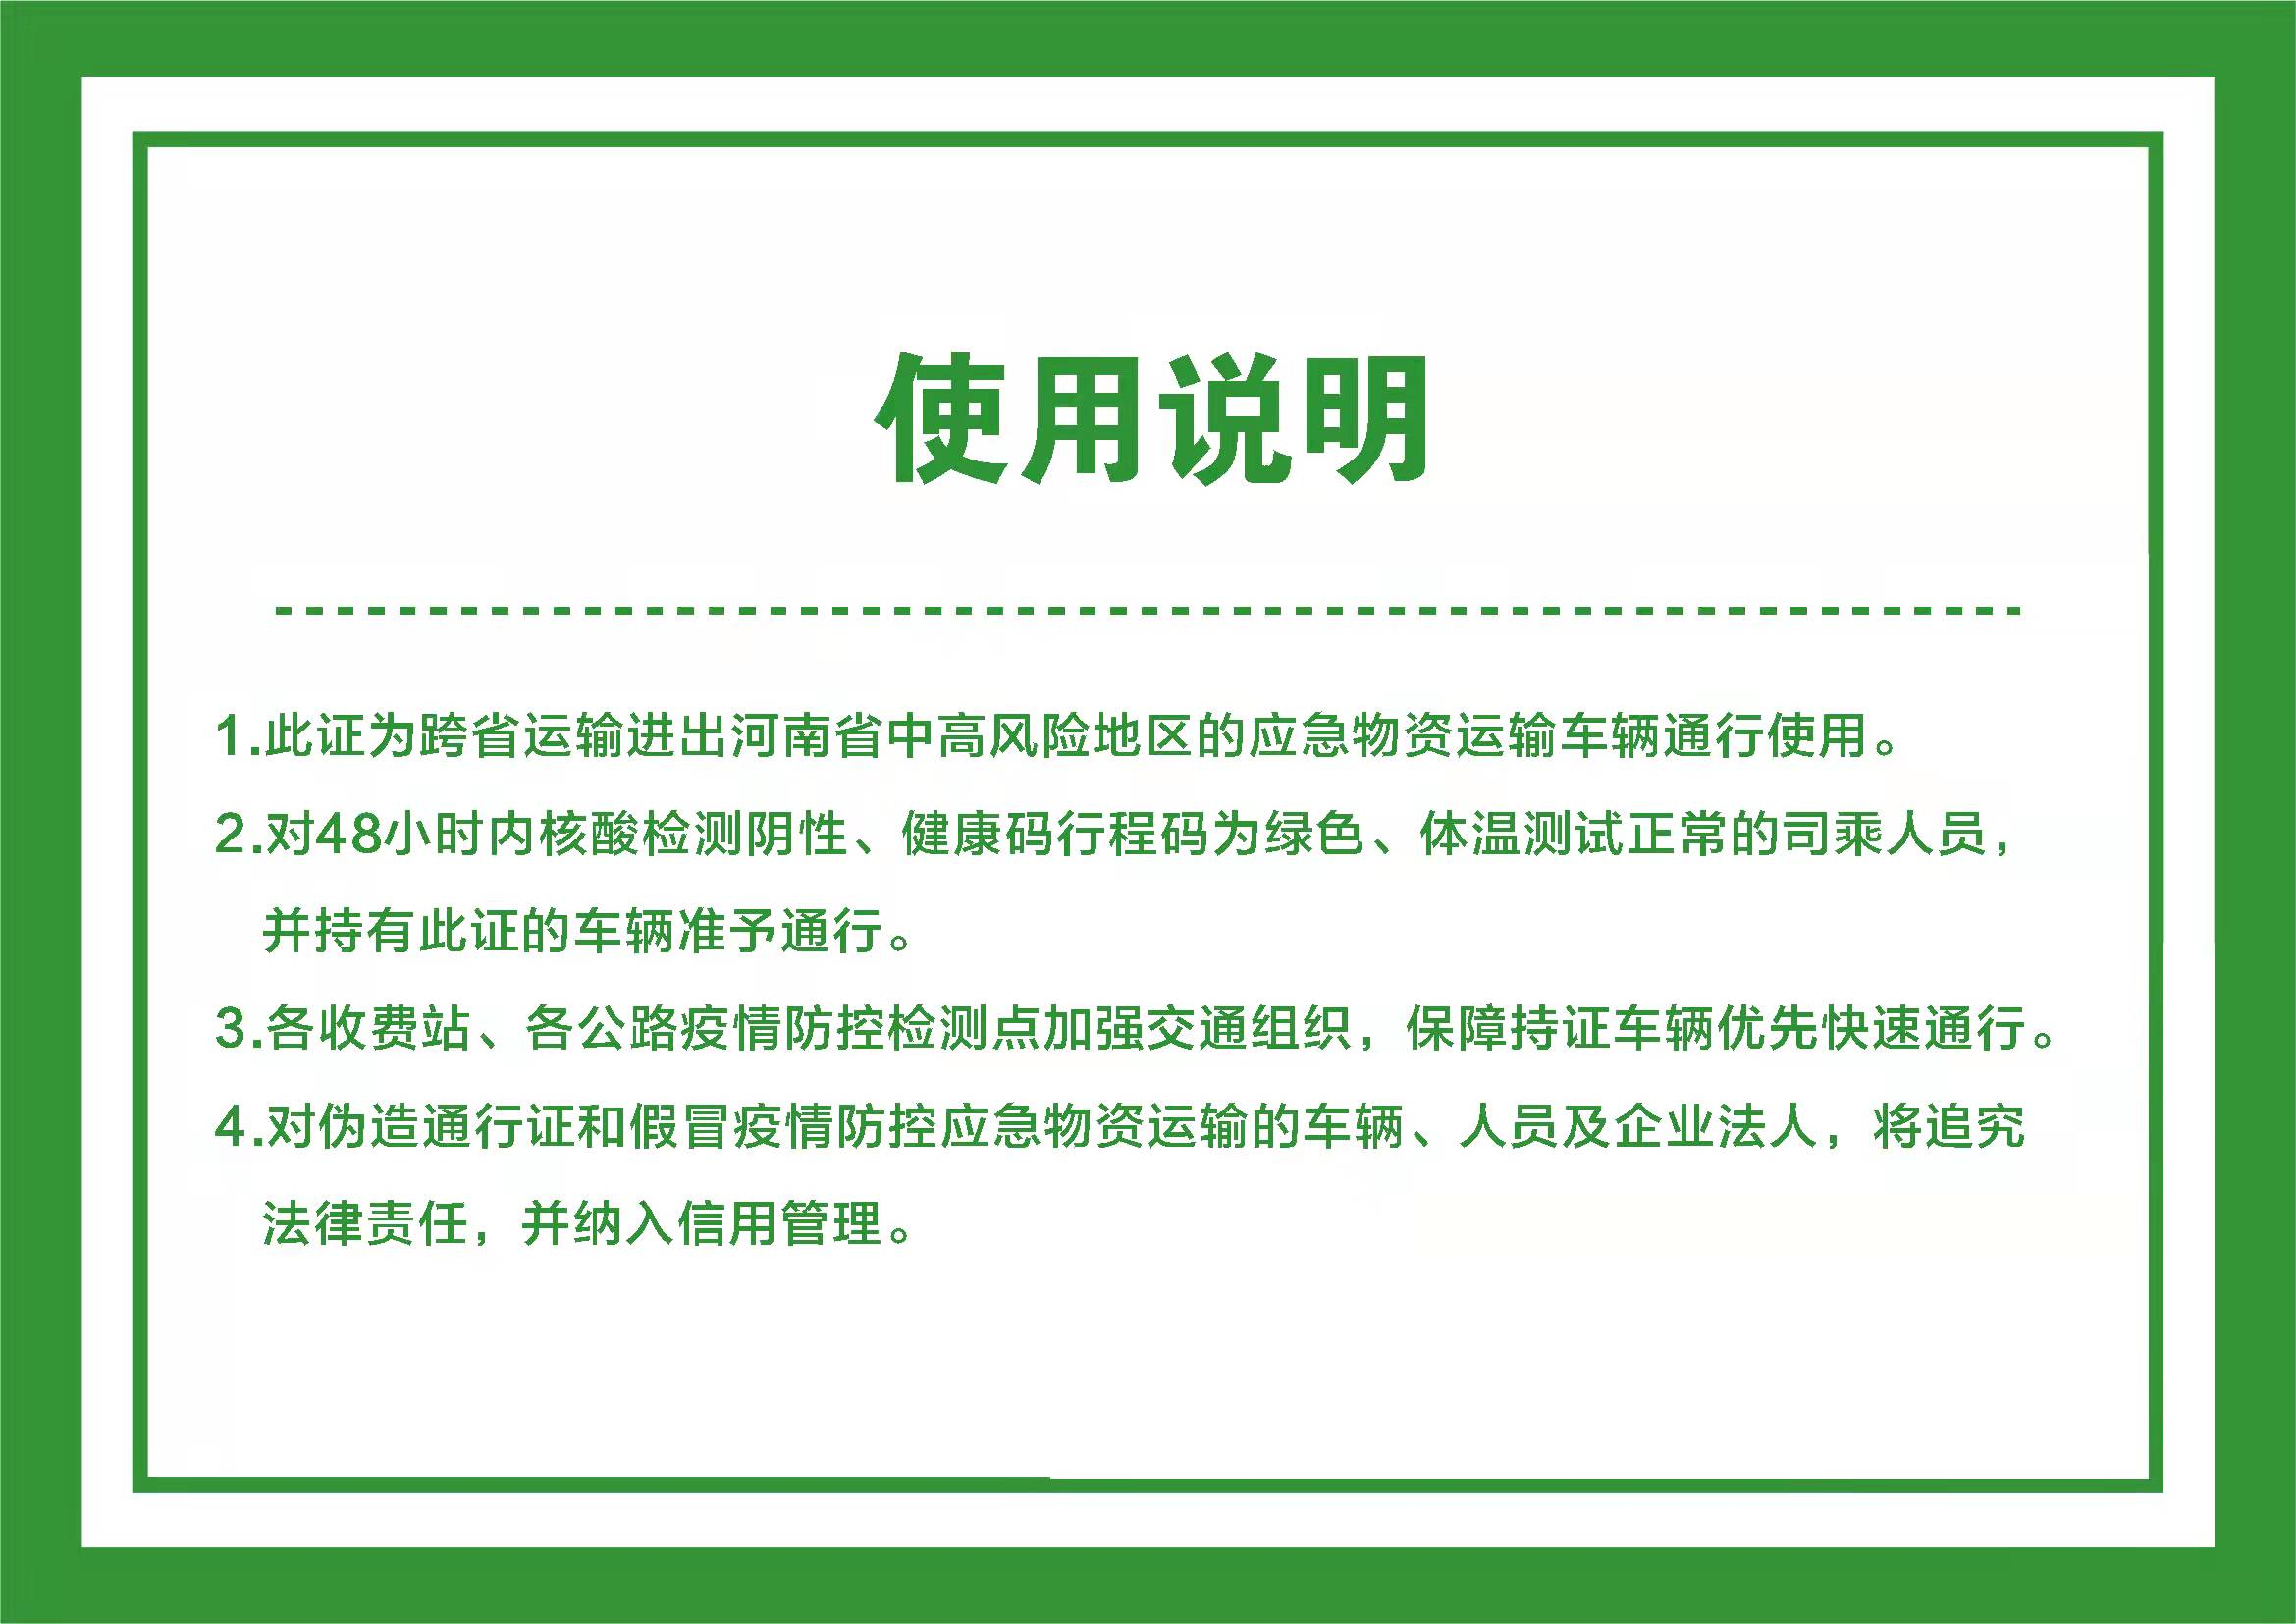 使用说明
1.此证为跨省运输进出河南省中高风险地区的应急物资运输车辆通行使用。
2.对48小时内核酸检测阴性、健康码行程码为绿色、体温测试正常的司乘人员，
并持有此证的车辆准予通行。
3.各收费站、各公路疫情防控检测点加强交通组织，保障持证车辆优先快速通行。
4.对伪造通行证和假冒疫情防控应急物资运输的车辆、人员及企业法人，将追究
法律责任，并纳入信用管理。